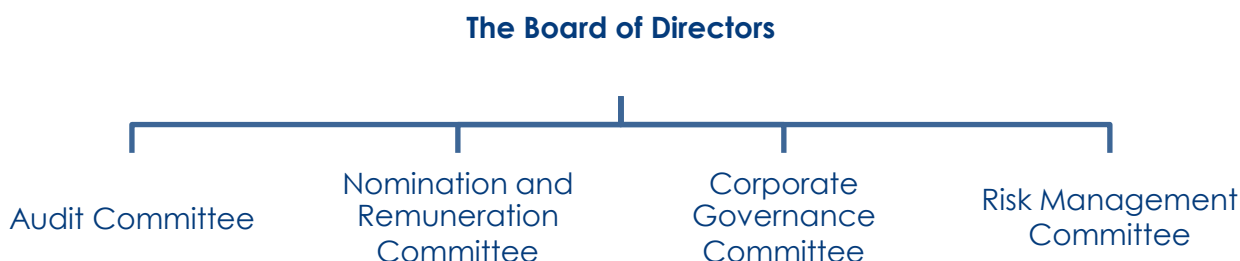 The Board of Directors
Audit Committee
Nomination and
Remuneration
Committee
Corporate
Governance
Committee
Risk Management
Committee